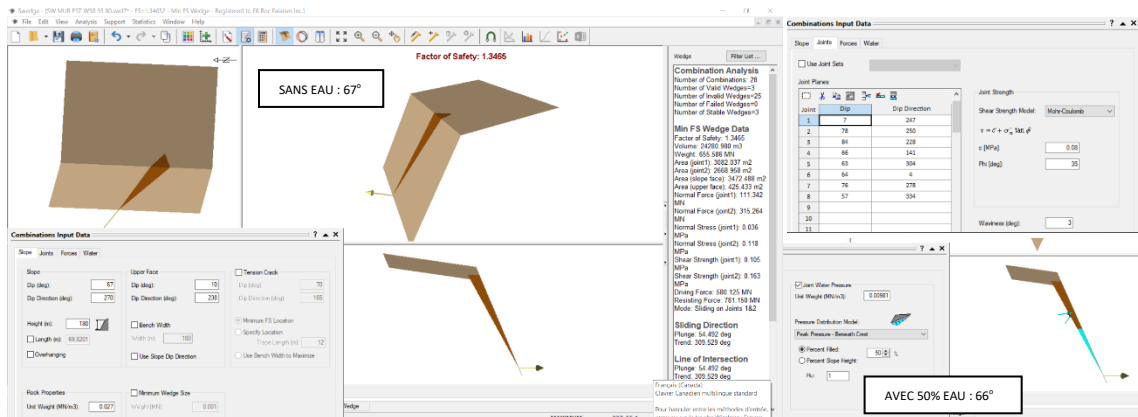 Swedge - [SW MUR EST W58 55 80.swd7* - FS=1.34652 - Min FS Wedge - Registered to
File Edit View Analysis Support Statistics Window Help
Factor of Safety: 1.3465
SANS EAU : 67°
Wedge Filter List ...
Combination Analysis
Number of Combinations: 28
Number of Valid Wedges=3
Number of Invalid Wedges=25
Number of Failed Wedges=0
Number of Stable Wedges=3
Min FS Wedge Data
Factor of Safety: 1.3465
Volume: 24280.980 m3
Weight: 655.586 MN
Area (joint1): 3082.037 m2
Area (joint2): 2668.958 m2
Area (slope face): 3472.488 m2
Area (upper face): 425.433 m2
Normal Force (joint1): 111.342
MN
Normal Force (joint2): 315.264
MN
Normal Stress (joint1): 0.036
MPa
Normal Stress (joint2): 0.118
MPa
Shear Strength (joint1): 0.105
MPa
Shear Strength (joint2): 0.163
MPa
Driving Force: 580.125 MN
Resisting Force: 781.150 MN
Mode: Sliding on Joints 1&2
Sliding Direction
Plunge: 54.492 deg
Trend: 309.529 deg
Line of Intersection
Plunge: 54.492 deg
Trend: 309.529 deg
Français (Canada)
Clavier Canadien multilingue standard
Pour basculer entre les méthodes d'entrée,
Wedge
Combinations Input Data ? ▲ ✕
Slope Joints Forces Water
Slope
Dip (deg): 67
Dip Direction (deg): 270
Height (m): 180
Length (m):
Overhanging
Upper Face
Dip (deg): 10
Dip Direction (deg): 230
Bench Width
Width (m): 180
Use Slope Dip Direction
Tension Crack
Dip (deg): 70
Dip Direction (deg): 165
Minimum FS Location
Specify Location
Trace Length (m): 12
Use Bench Width to Maximize
Rock Properties
Unit Weight (MN/m3): 0.027
Minimum Wedge Size
Weight (MN): 0.001
Combinations Input Data ? ▲ ✕
Slope Joints Forces Water
Use Joint Sets
Joint Planes
Joint Dip Dip Direction
1 7 247
2 78 250
3 84 228
4 66 141
5 63 304
6 64 4
7 76 278
8 57 334
9
10
11
Joint Strength
Shear Strength Model: Mohr-Coulomb
c [MPa]: 0.08
Phi [deg]: 35
Waviness (deg): 3
? ▲ ✕
Joint Water Pressure
Unit Weight (MN/m3): 0.00981
Pressure Distribution Model:
Peak Pressure - Beneath Crest
Percent Filled: 50 %
Percent Slope Height:
Hu: 1
AVEC 50% EAU : 66°